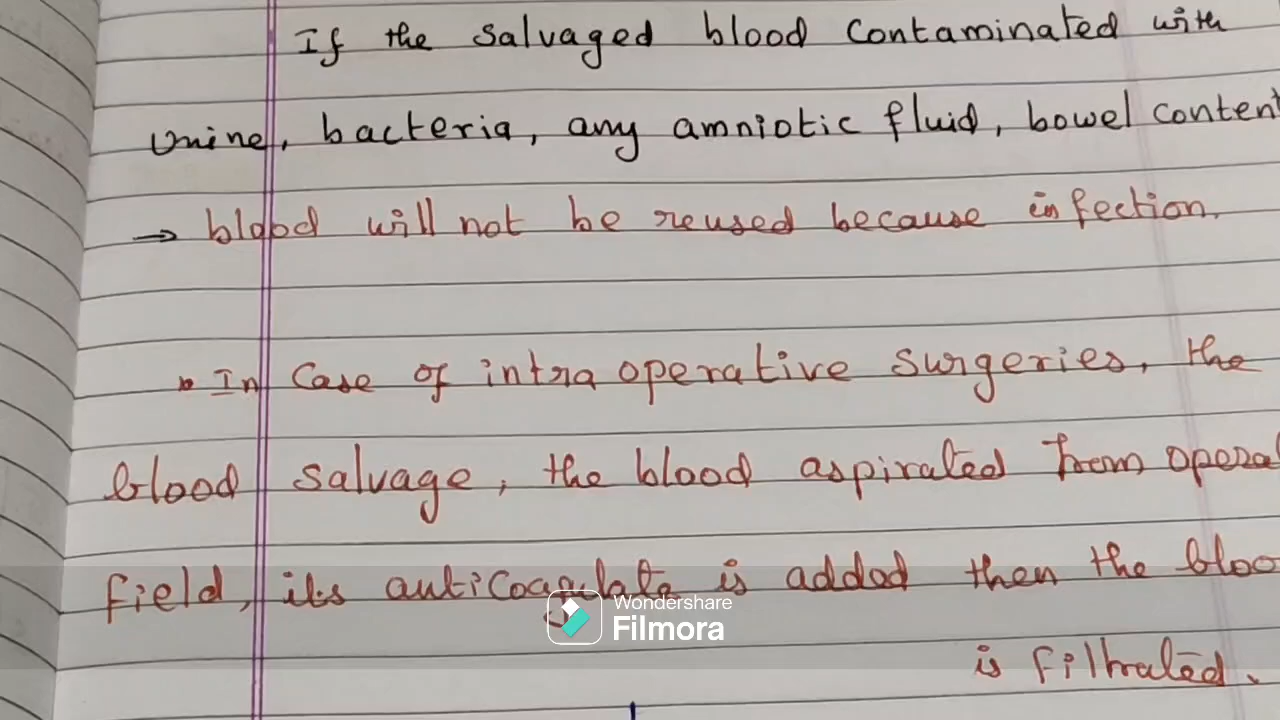 If the salvaged blood contaminated with
urine, bacteria, any amniotic fluid, bowel content
→ blood will not be reused because infection.
In Case of intra operative surgeries, the
blood salvage, the blood aspirated from opera
field, its anticoagulate is added then the bloo
Wondershare
Filmora
is filtrated.